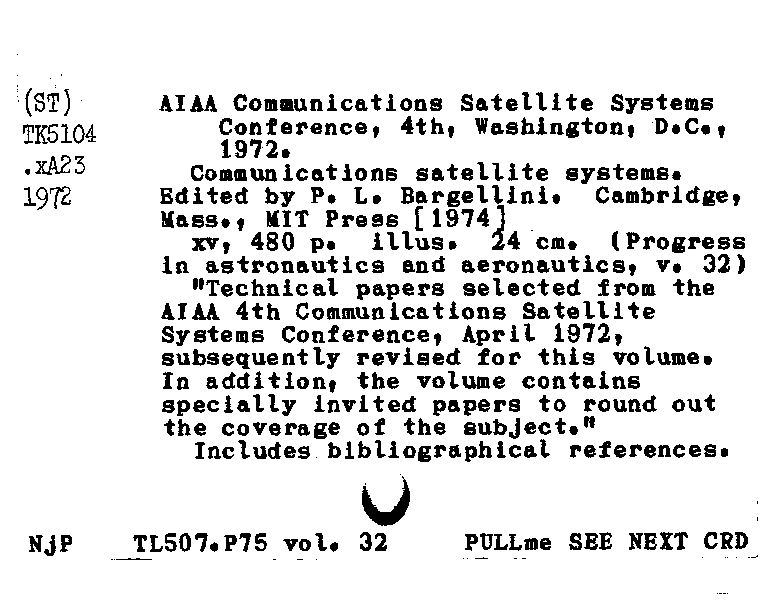 (ST)
TK5104
.xA23
1972
AIAA Communications Satellite Systems
Conference, 4th, Washington, D.C.,
1972.
Communications satellite systems.
Edited by P. L. Bargellini. Cambridge,
Mass., MIT Press [1974]
xv, 480 p. illus. 24 cm. (Progress
in astronautics and aeronautics, v. 32)
"Technical papers selected from the
AIAA 4th Communications Satellite
Systems Conference, April 1972,
subsequently revised for this volume.
In addition, the volume contains
specially invited papers to round out
the coverage of the subject."
Includes bibliographical references.
NjP TL507.P75 vol. 32 PULLme SEE NEXT CRD